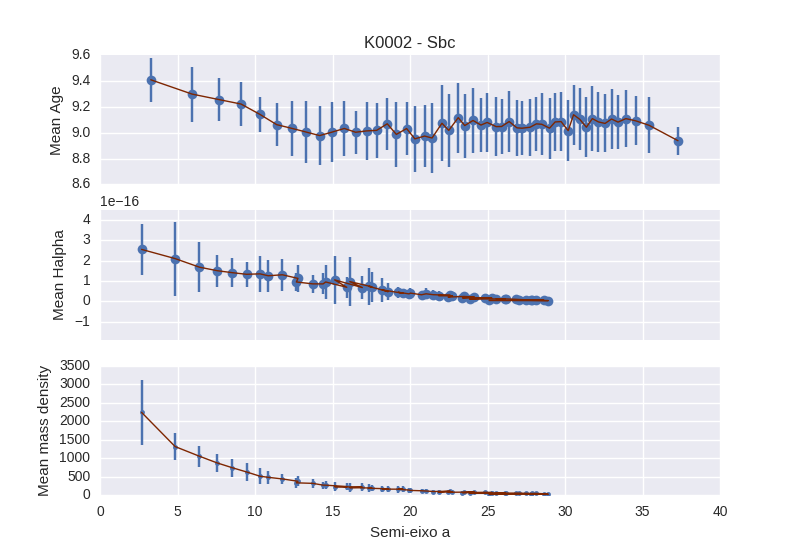 K0002 - Sbc
Mean Age
9.6
9.4
9.2
9.0
8.8
8.6
1e−16
Mean Halpha
4
3
2
1
0
−1
Mean mass density
3500
3000
2500
2000
1500
1000
500
0
0 5 10 15 20 25 30 35 40
Semi-eixo a